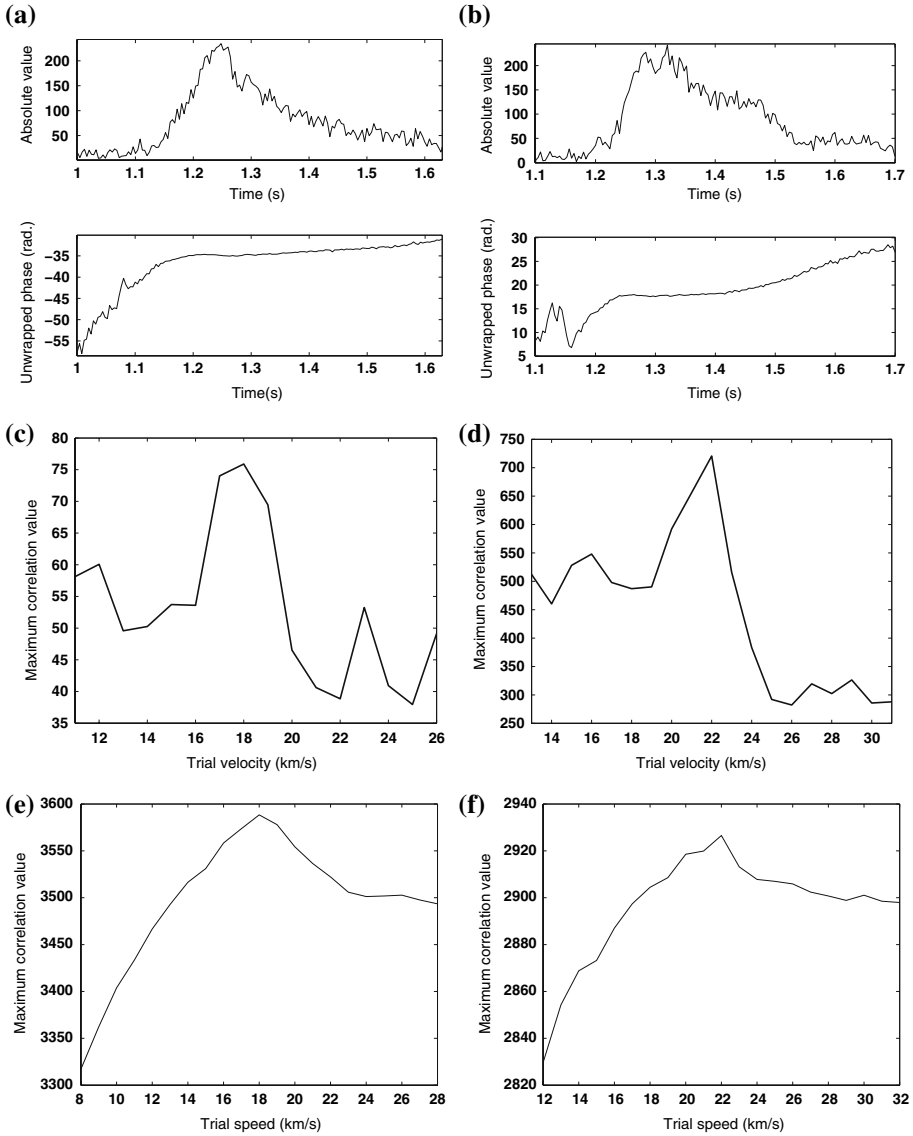 (a)
Absolute value
200
150
100
50
1 1.1 1.2 1.3 1.4 1.5 1.6
Time (s)
Unwrapped phase (rad.)
−35
−40
−45
−50
−55
1 1.1 1.2 1.3 1.4 1.5 1.6
Time(s)
(b)
Absolute value
200
150
100
50
0
1.1 1.2 1.3 1.4 1.5 1.6 1.7
Time (s)
Unwrapped phase (rad.)
30
25
20
15
10
5
1.1 1.2 1.3 1.4 1.5 1.6 1.7
Time (s)
(c)
Maximum correlation value
80
75
70
65
60
55
50
45
40
35
12 14 16 18 20 22 24 26
Trial velocity (km/s)
(d)
Maximum correlation value
750
700
650
600
550
500
450
400
350
300
250
14 16 18 20 22 24 26 28 30
Trial velocity (km/s)
(e)
Maximum correlation value
3600
3550
3500
3450
3400
3350
3300
8 10 12 14 16 18 20 22 24 26 28
Trial speed (km/s)
(f)
Maximum correlation value
2940
2920
2900
2880
2860
2840
2820
12 14 16 18 20 22 24 26 28 30 32
Trial speed (km/s)